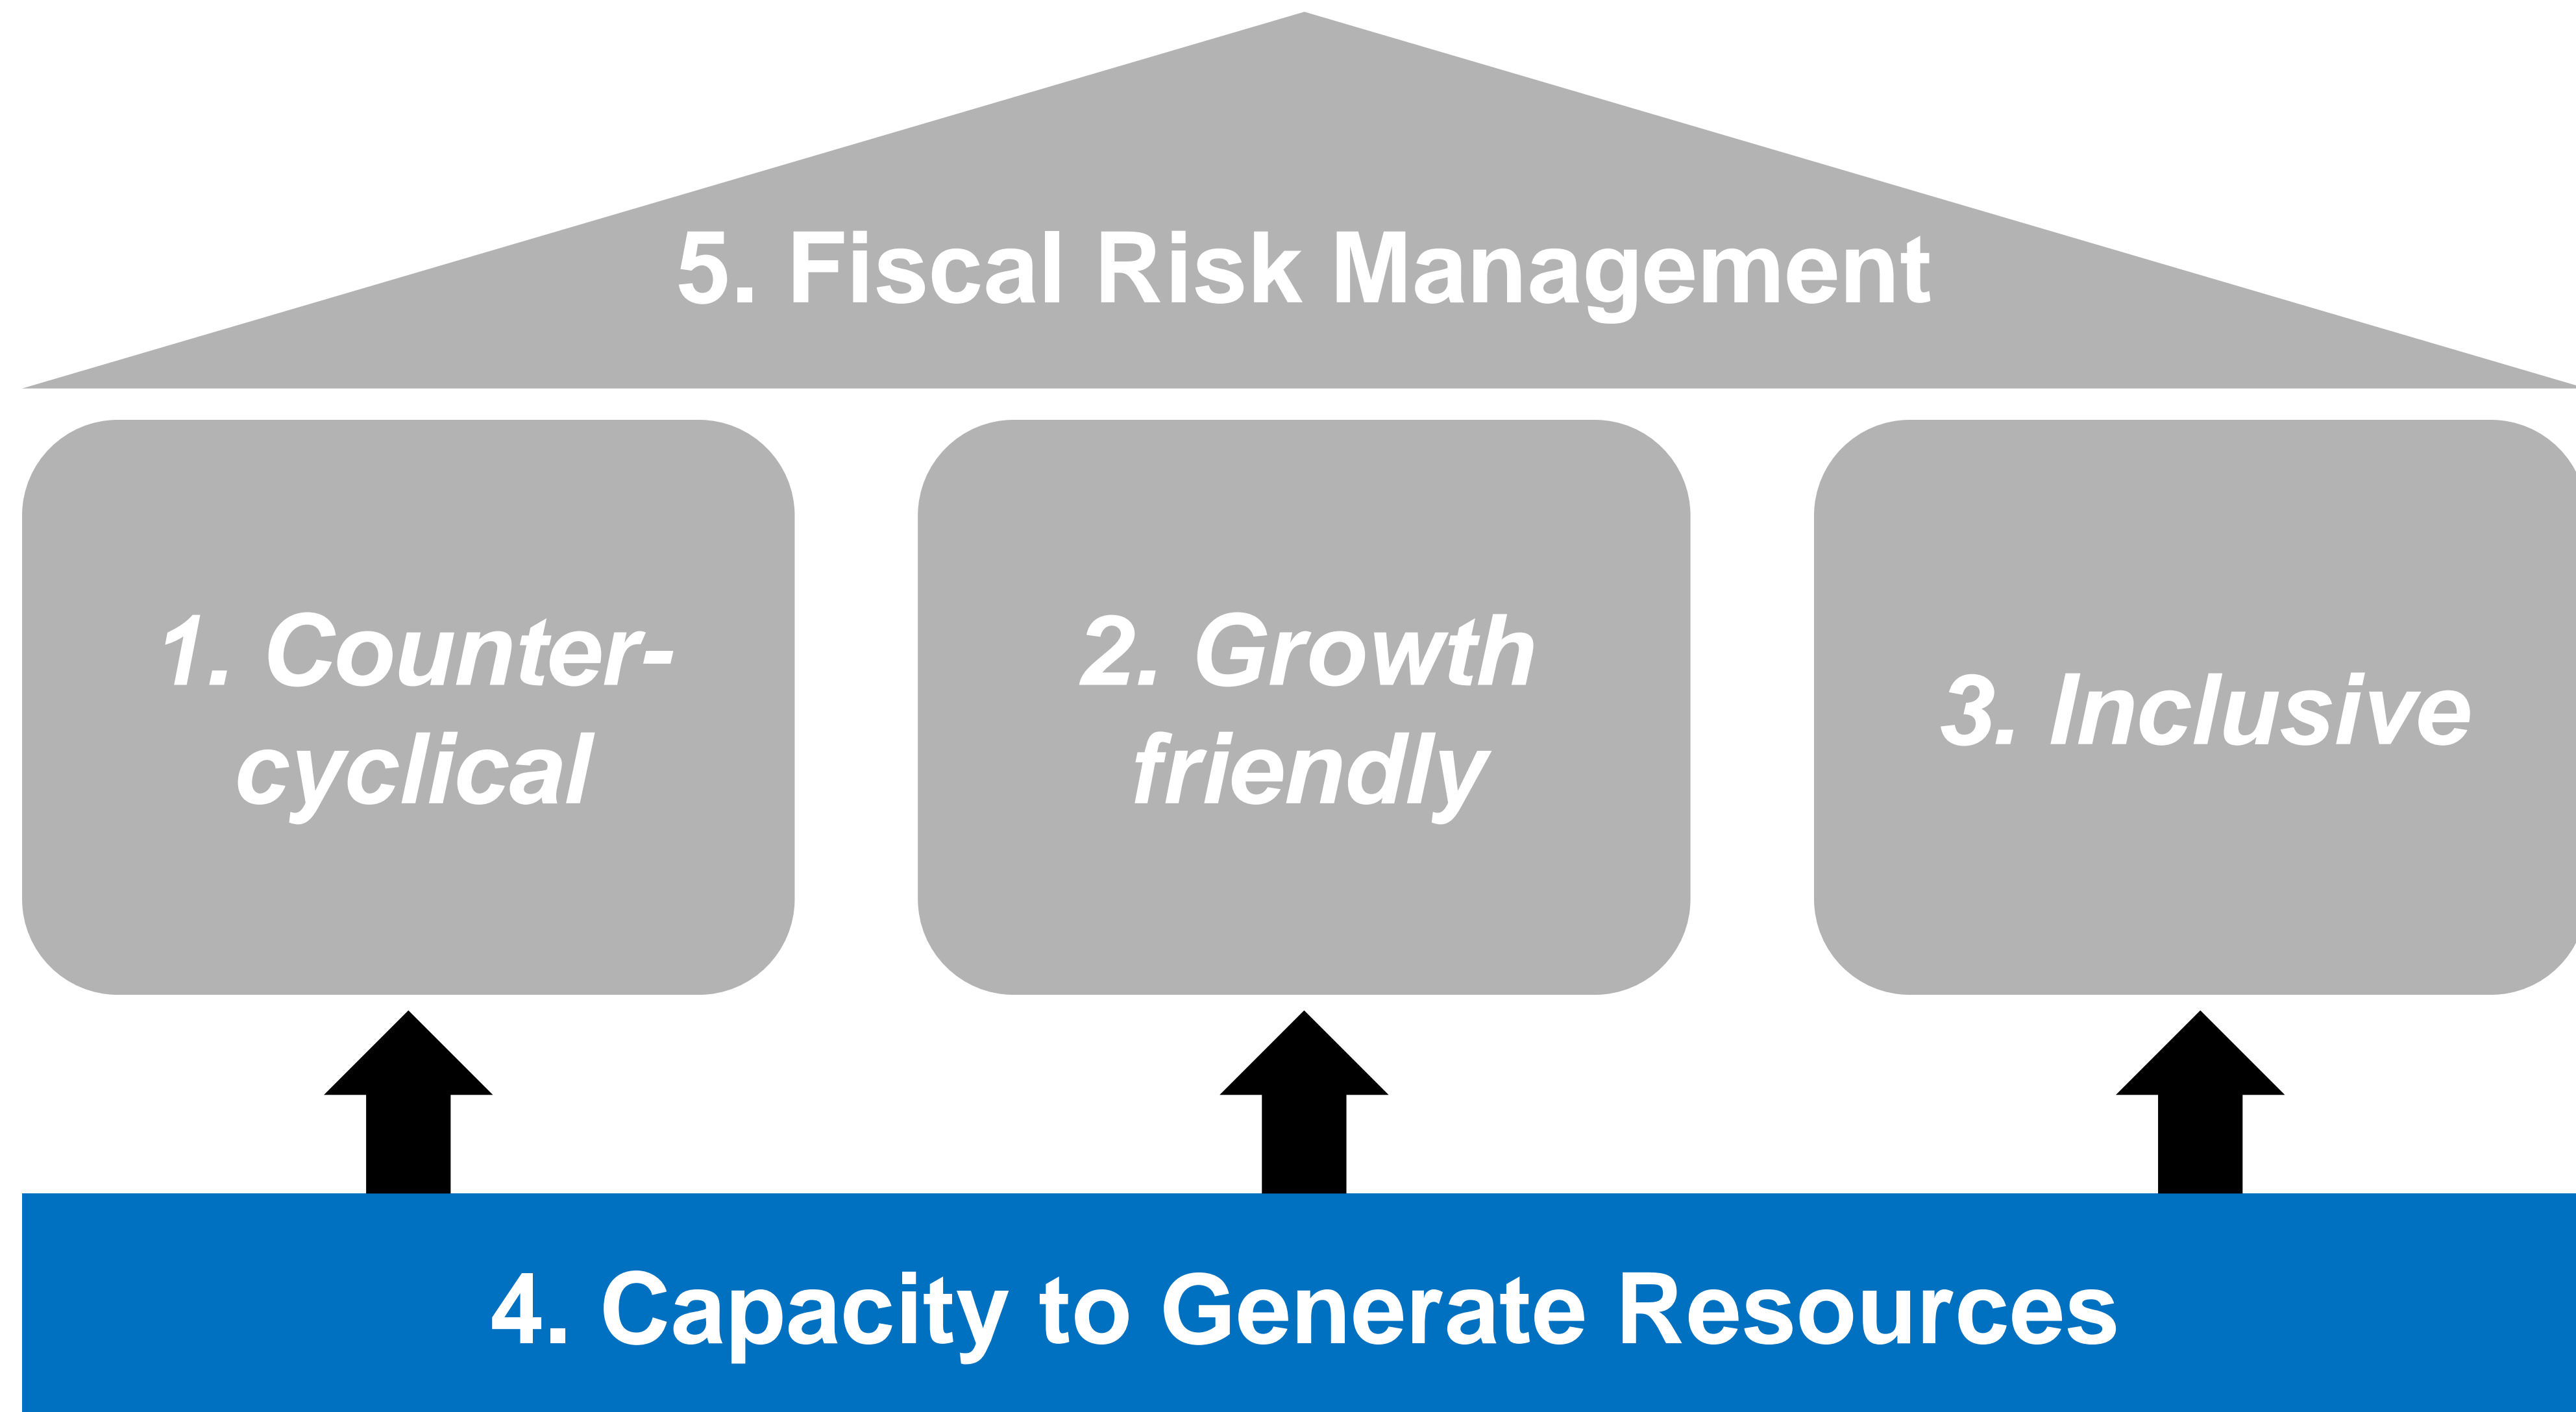 5. Fiscal Risk Management
1. Counter-
cyclical
2. Growth
friendly
3. Inclusive
4. Capacity to Generate Resources